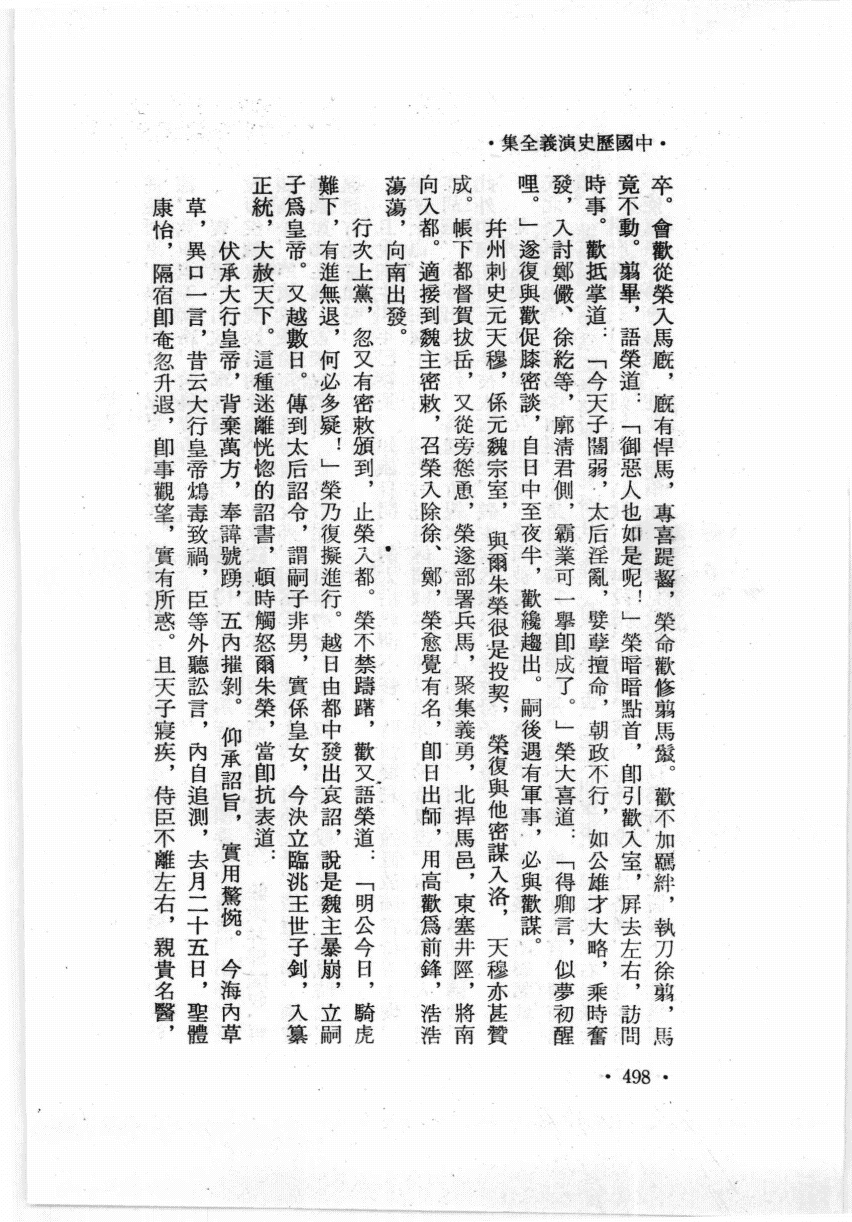 ·中國歷史演義全集·
卒。會歡從榮入馬廐，廐有悍馬，專喜踶齧，榮命歡修翦馬鬛。歡不加羈絆，執刀徐翦，馬
竟不動。翦畢，語榮道：「御惡人也如是呢！」榮暗暗點首，卽引歡入室，屏去左右，訪問
時事。歡抵掌道：「今天子闇弱，太后淫亂，嬖孽擅命，朝政不行，如公雄才大略，乘時奮
發，入討鄭儼、徐紇等，廓清君側，霸業可一擧卽成了。」榮大喜道：「得卿言，似夢初醒
哩。」遂復與歡促膝密談，自日中至夜半，歡纔趨出。嗣後遇有軍事，必與歡謀。
幷州刺史元天穆，係元魏宗室，與爾朱榮很是投契，榮復與他密謀入洛，天穆亦甚贊
成。帳下都督賀拔岳，又從旁慫恿，榮遂部署兵馬，聚集義勇，北捍馬邑，東塞井陘，將南
向入都。適接到魏主密敕，召榮入除徐、鄭，榮愈覺有名，卽日出師，用高歡爲前鋒，浩浩
蕩蕩，向南出發。
行次上黨，忽又有密敕頒到，止榮入都。榮不禁躊躇，歡又語榮道：「明公今日，騎虎
難下，有進無退，何必多疑！」榮乃復擬進行。越日由都中發出哀詔，說是魏主暴崩，立嗣
子爲皇帝。又越數日。傳到太后詔令，謂嗣子非男，實係皇女，今決立臨洮王世子釗，入纂
正統，大赦天下。這種迷離恍惚的詔書，頓時觸怒爾朱榮，當卽抗表道：
伏承大行皇帝，背棄萬方，奉諱號踴，五內摧剝。仰承詔旨，實用驚惋。今海內草
草，異口一言，昔云大行皇帝鴆毒致禍，臣等外聽訟言，內自追測，去月二十五日，聖體
康怡，隔宿卽奄忽升遐，卽事觀望，實有所惑。且天子寢疾，侍臣不離左右，親貴名醫，
·498·